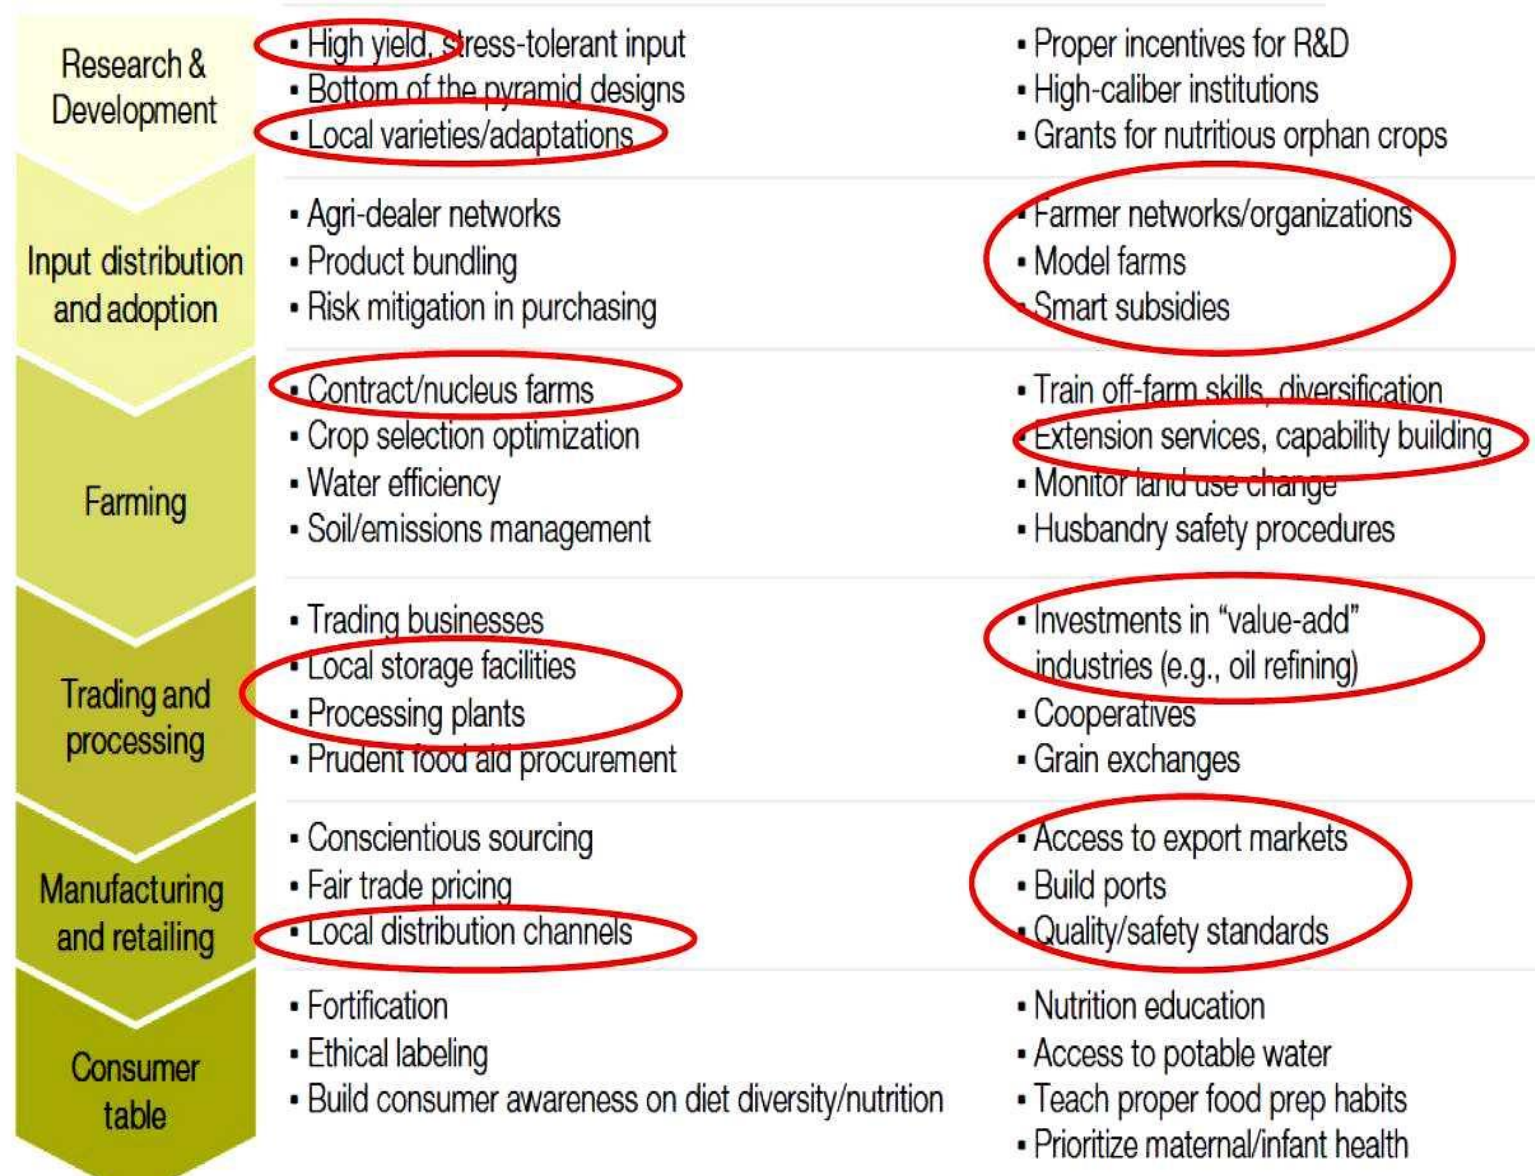 Research &
Development
▪ High yield, stress-tolerant input
▪ Bottom of the pyramid designs
▪ Local varieties/adaptations
▪ Proper incentives for R&D
▪ High-caliber institutions
▪ Grants for nutritious orphan crops
Input distribution
and adoption
▪ Agri-dealer networks
▪ Product bundling
▪ Risk mitigation in purchasing
▪ Farmer networks/organizations
▪ Model farms
▪ Smart subsidies
Farming
▪ Contract/nucleus farms
▪ Crop selection optimization
▪ Water efficiency
▪ Soil/emissions management
▪ Train off-farm skills, diversification
▪ Extension services, capability building
▪ Monitor land use change
▪ Husbandry safety procedures
Trading and
processing
▪ Trading businesses
▪ Local storage facilities
▪ Processing plants
▪ Prudent food aid procurement
▪ Investments in “value-add”
industries (e.g., oil refining)
▪ Cooperatives
▪ Grain exchanges
Manufacturing
and retailing
▪ Conscientious sourcing
▪ Fair trade pricing
▪ Local distribution channels
▪ Access to export markets
▪ Build ports
▪ Quality/safety standards
Consumer
table
▪ Fortification
▪ Ethical labeling
▪ Build consumer awareness on diet diversity/nutrition
▪ Nutrition education
▪ Access to potable water
▪ Teach proper food prep habits
▪ Prioritize maternal/infant health